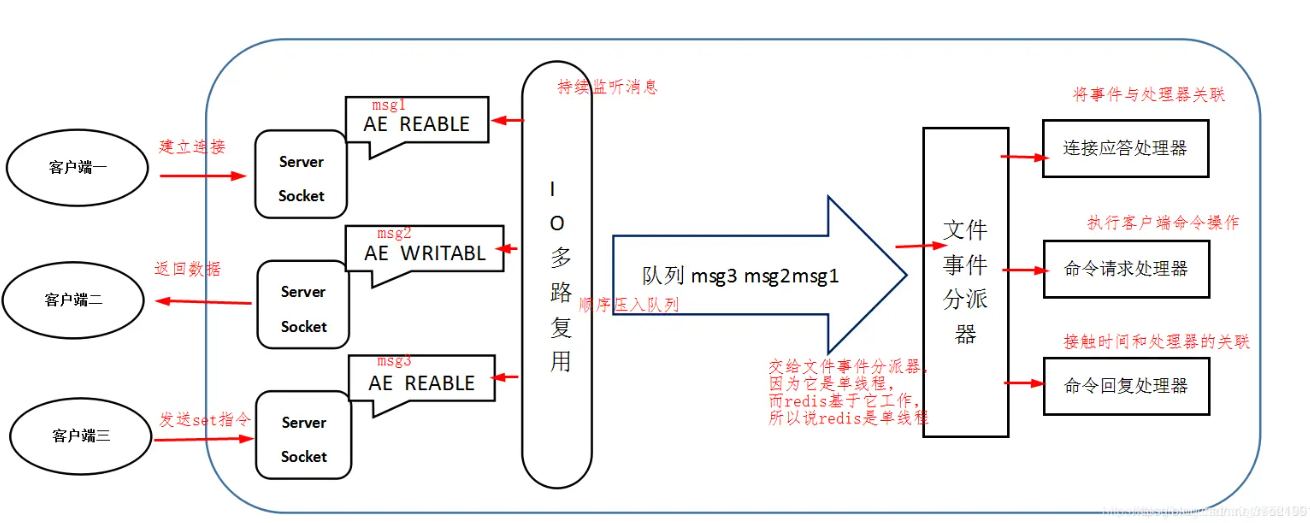 持续监听消息
将事件与处理器关联
msg1
AE REABLE
建立连接
客户端一
Server
Socket
连接应答处理器
I
O
多
路
复
用
msg2
AE WRITABL
返回数据
客户端二
Server
Socket
队列 msg3 msg2msg1
顺序压入队列
文件
事件
分派
器
执行客户端命令操作
命令请求处理器
msg3
AE REABLE
发送set指令
客户端三
Server
Socket
交给文件事件分派器,
因为它是单线程,
而redis基于它工作,
所以说redis是单线程
接触时间和处理器的关联
命令回复处理器